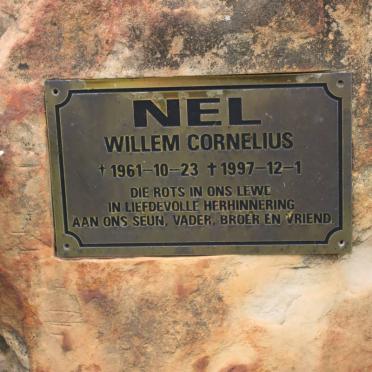 NEL
WILLEM CORNELIUS
†1961-10-23 †1997-12-1
DIE ROTS IN ONS LEWE
IN LIEFDEVOLLE HERHINNERING
AAN ONS SEUN, VADER, BROER EN VRIEND.